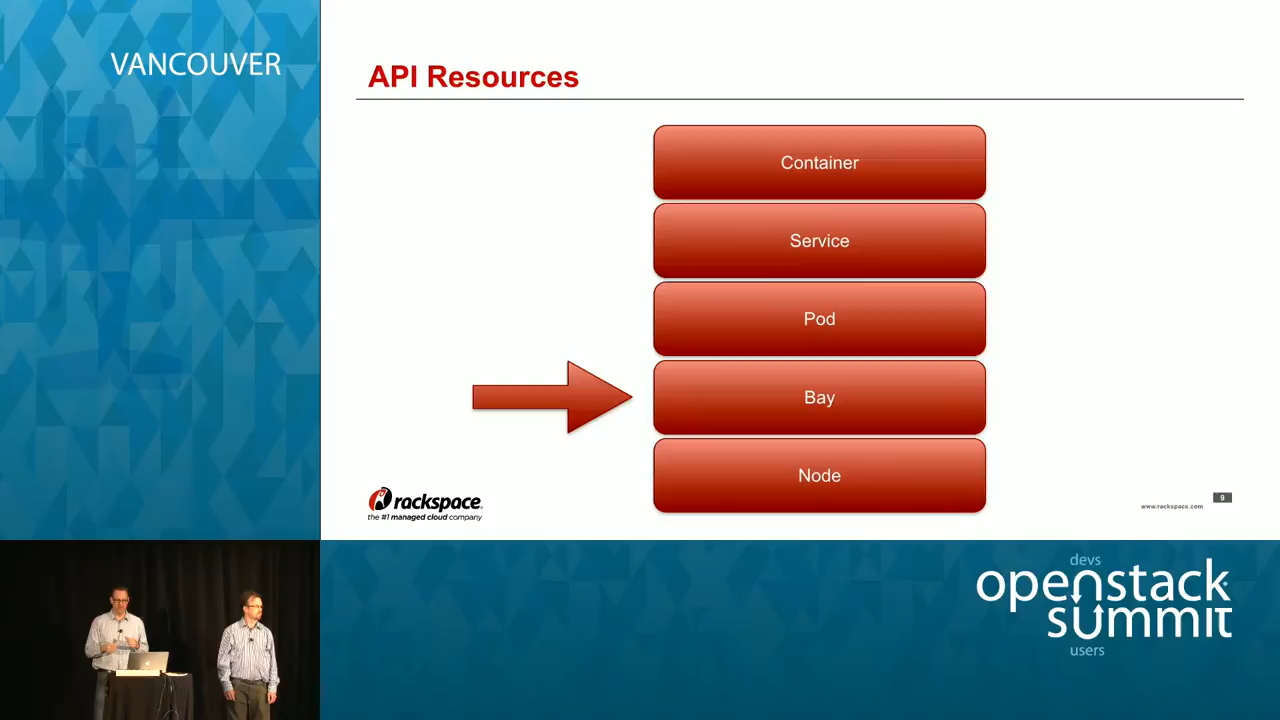 VANCOUVER
API Resources
Container
Service
Pod
Bay
Node
rackspace
the #1 managed cloud company
9
www.rackspace.com
devs
openstack
summit
users